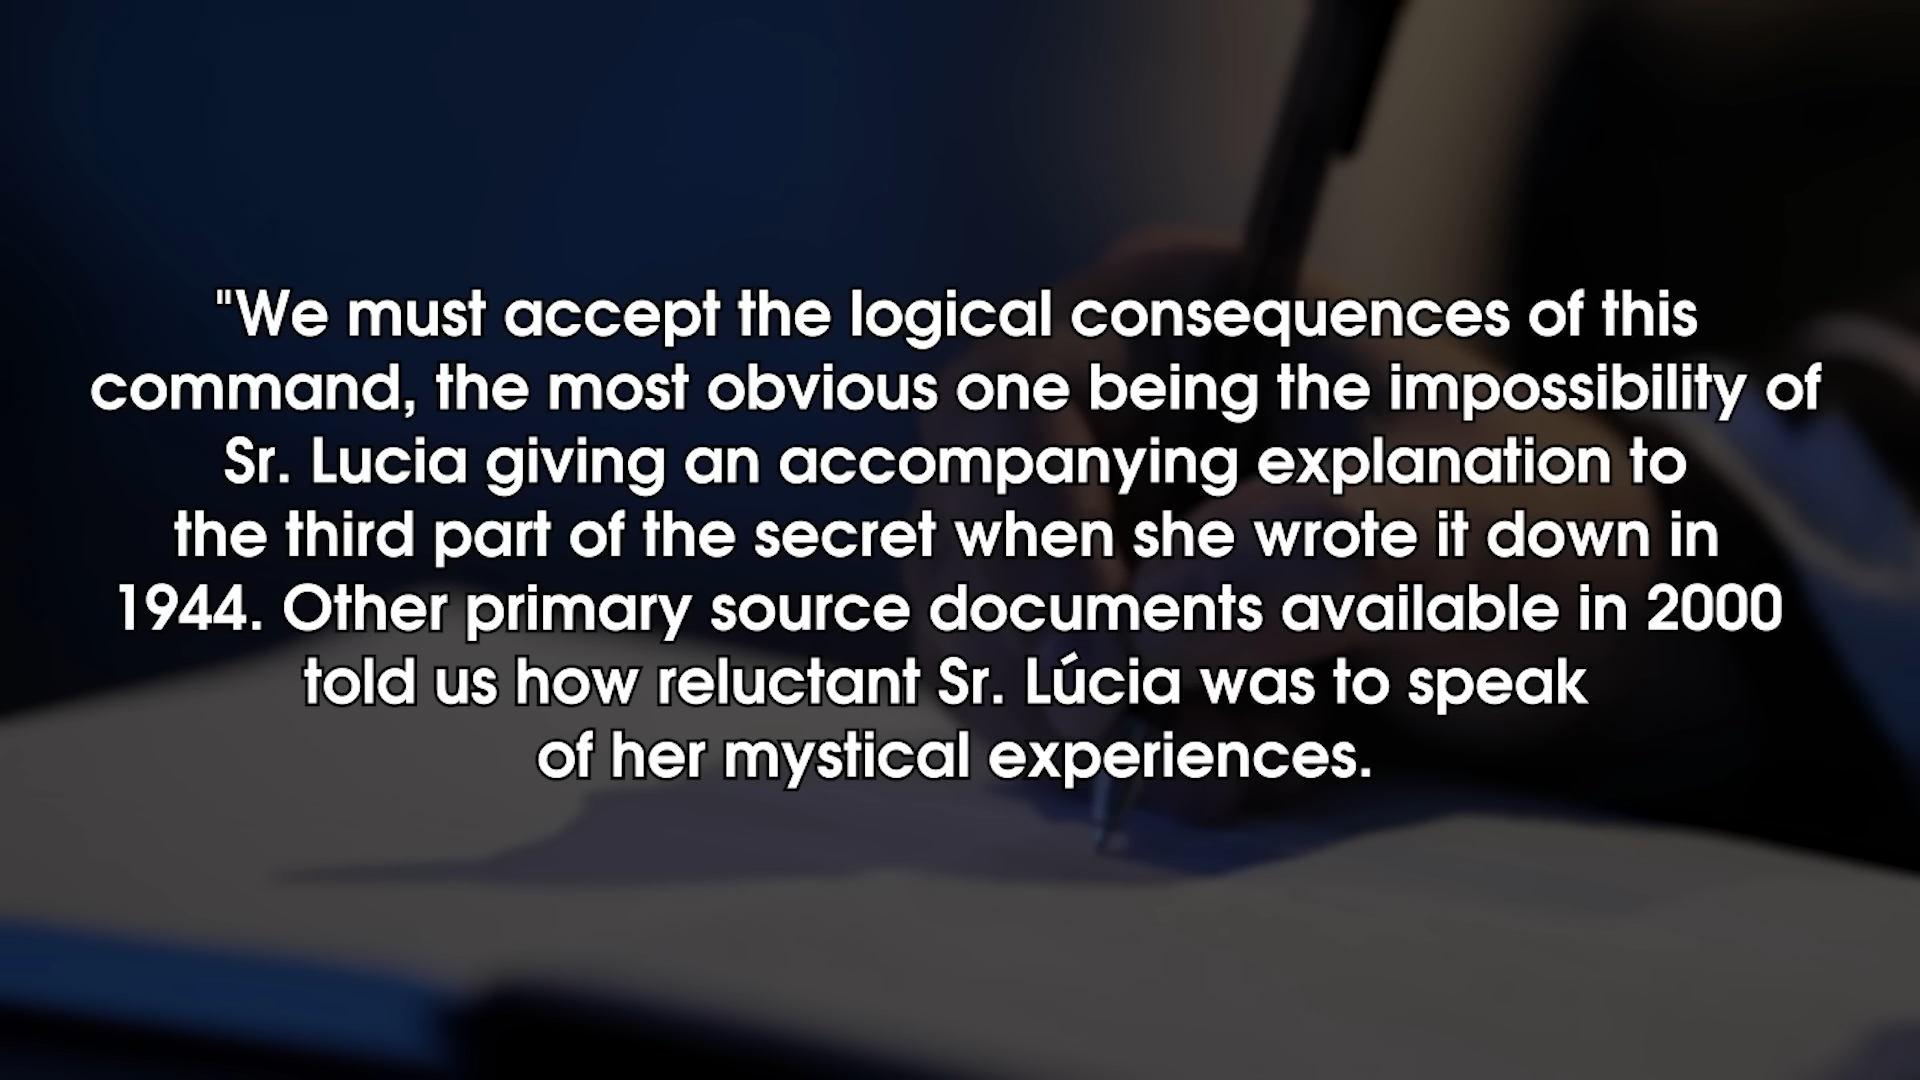 "We must accept the logical consequences of this
command, the most obvious one being the impossibility of
Sr. Lucia giving an accompanying explanation to
the third part of the secret when she wrote it down in
1944. Other primary source documents available in 2000
told us how reluctant Sr. Lúcia was to speak
of her mystical experiences.